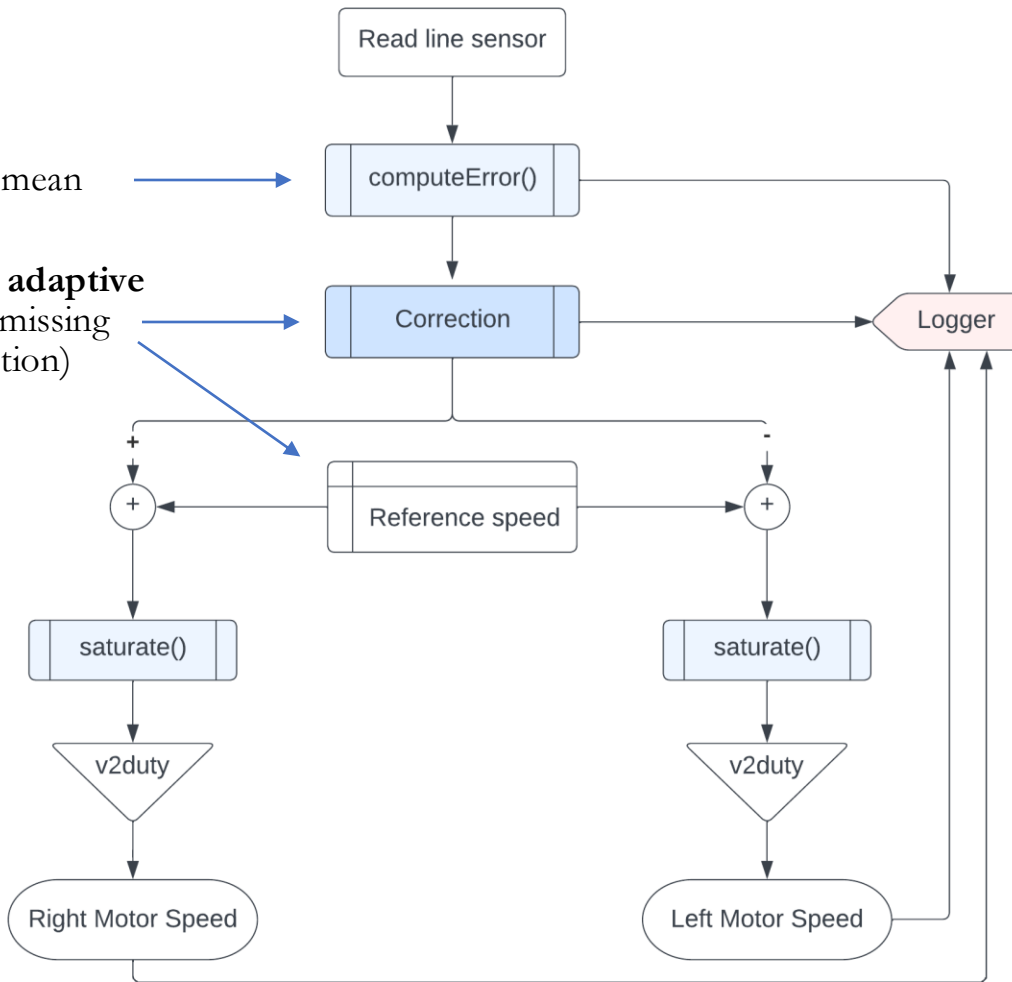 Read line sensor
mean
computeError()
adaptive
missing
tion)
Correction
Logger
+
-
+
Reference speed
+
saturate()
saturate()
v2duty
v2duty
Right Motor Speed
Left Motor Speed